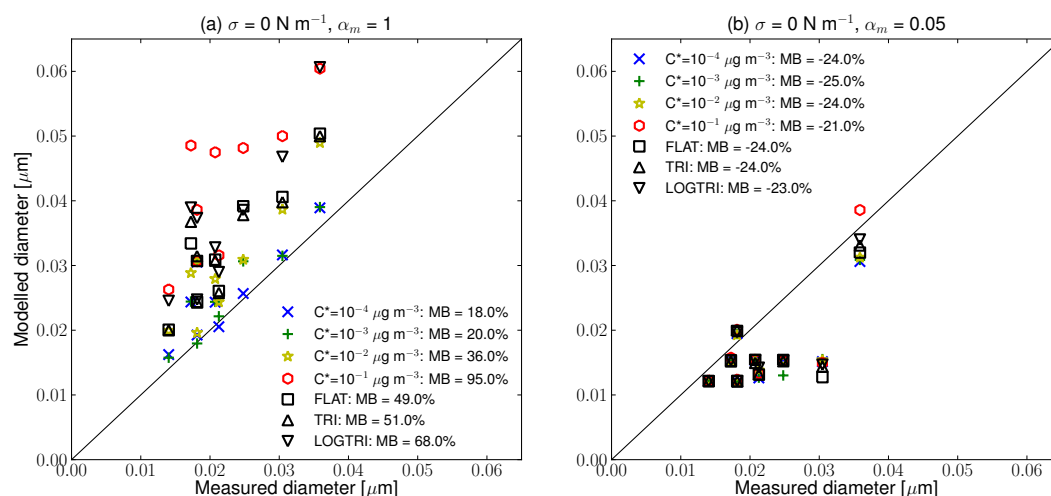 (a) σ = 0 N m⁻¹, αₘ = 1
0.06
0.05
0.04
0.03
0.02
0.01
0.00
Modelled diameter [μm]
C*=10⁻⁴ μg m⁻³: MB = 18.0%
C*=10⁻³ μg m⁻³: MB = 20.0%
C*=10⁻² μg m⁻³: MB = 36.0%
C*=10⁻¹ μg m⁻³: MB = 95.0%
FLAT: MB = 49.0%
TRI: MB = 51.0%
LOGTRI: MB = 68.0%
0.00 0.01 0.02 0.03 0.04 0.05 0.06
Measured diameter [μm]
(b) σ = 0 N m⁻¹, αₘ = 0.05
0.06
0.05
0.04
0.03
0.02
0.01
0.00
Modelled diameter [μm]
C*=10⁻⁴ μg m⁻³: MB = -24.0%
C*=10⁻³ μg m⁻³: MB = -25.0%
C*=10⁻² μg m⁻³: MB = -24.0%
C*=10⁻¹ μg m⁻³: MB = -21.0%
FLAT: MB = -24.0%
TRI: MB = -24.0%
LOGTRI: MB = -23.0%
0.00 0.01 0.02 0.03 0.04 0.05 0.06
Measured diameter [μm]